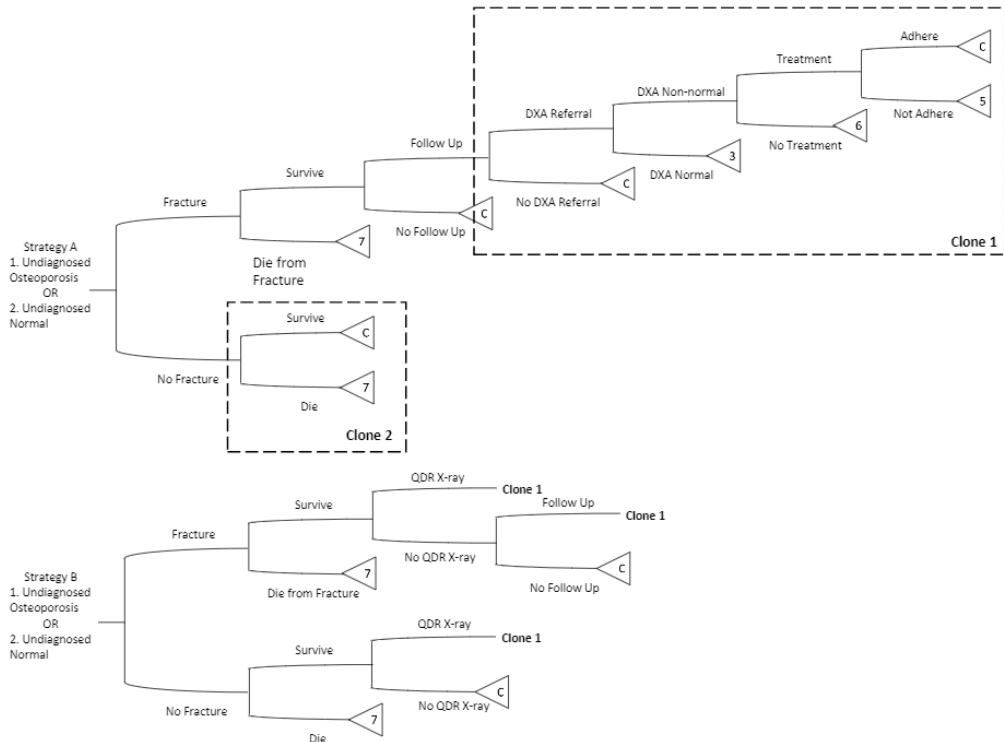 Adhere
C
Treatment
DXA Non-normal
5
Not Adhere
DXA Referral
6
No Treatment
Follow Up
3
DXA Normal
Survive
C
No DXA Referral
Fracture
C
No Follow Up
Clone 1
7
Die from
Fracture
Strategy A
1. Undiagnosed
Osteoporosis
OR
2. Undiagnosed
Normal
Survive
C
No Fracture
7
Die
Clone 2
QDR X-ray
Clone 1
Survive
Follow Up
Clone 1
Fracture
No QDR X-ray
C
No Follow Up
7
Die from Fracture
Strategy B
1. Undiagnosed
Osteoporosis
OR
2. Undiagnosed
Normal
QDR X-ray
Clone 1
Survive
C
No QDR X-ray
No Fracture
7
Die